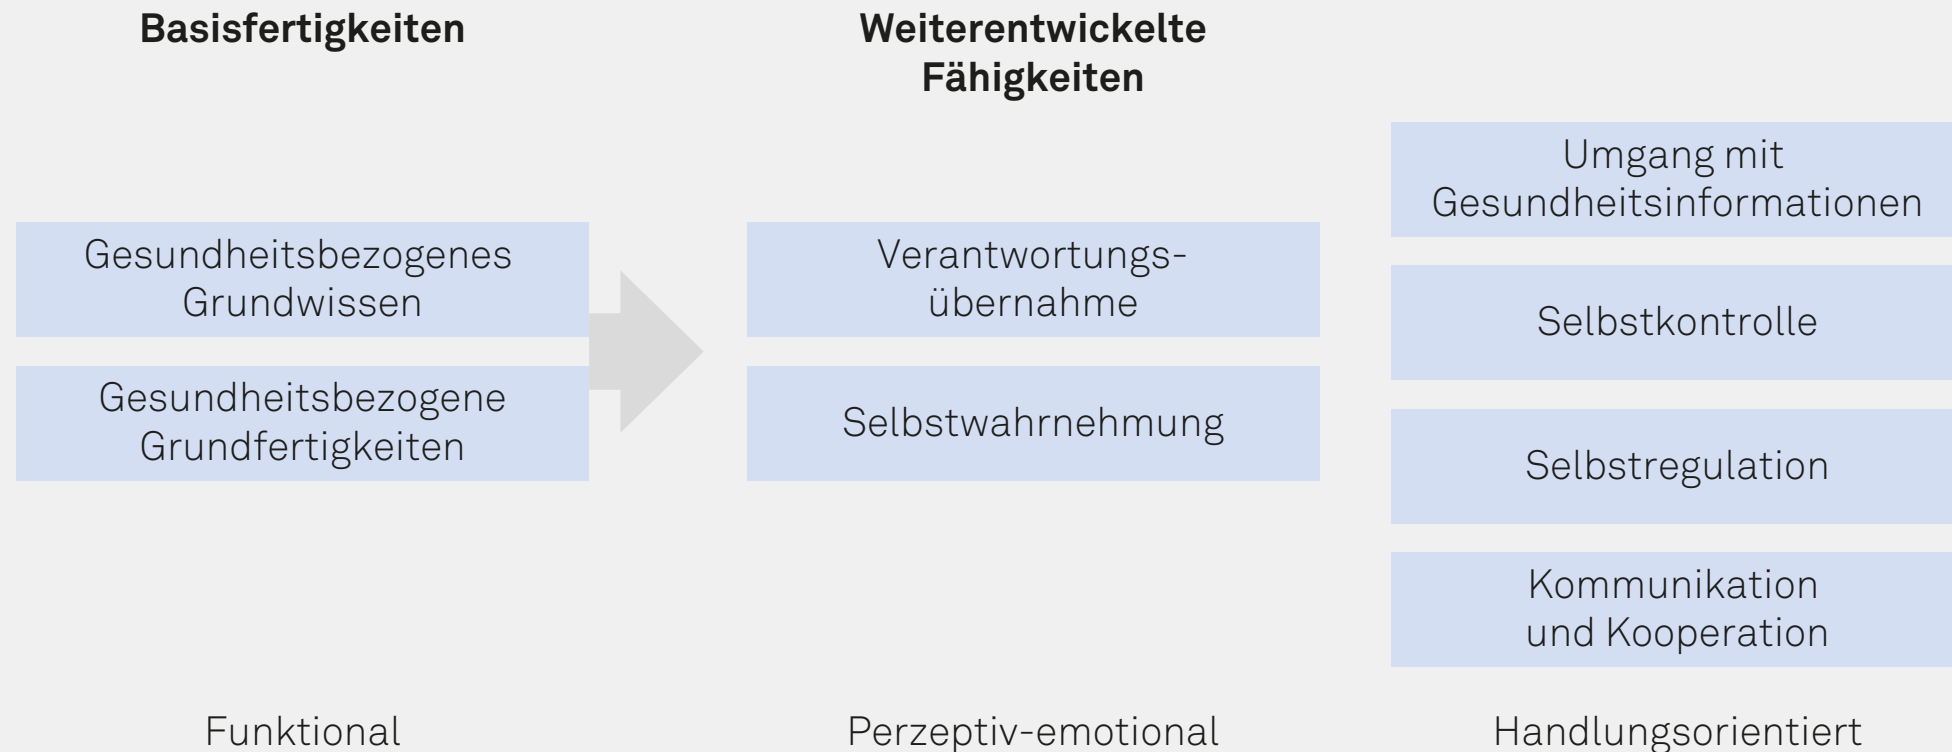 Basisfertigkeiten
Weiterentwickelte
Fähigkeiten
Gesundheitsbezogenes
Grundwissen
Gesundheitsbezogene
Grundfertigkeiten
Funktional
Verantwortungs-
übernahme
Selbstwahrnehmung
Perzeptiv-emotional
Umgang mit
Gesundheitsinformationen
Selbstkontrolle
Selbstregulation
Kommunikation
und Kooperation
Handlungsorientiert